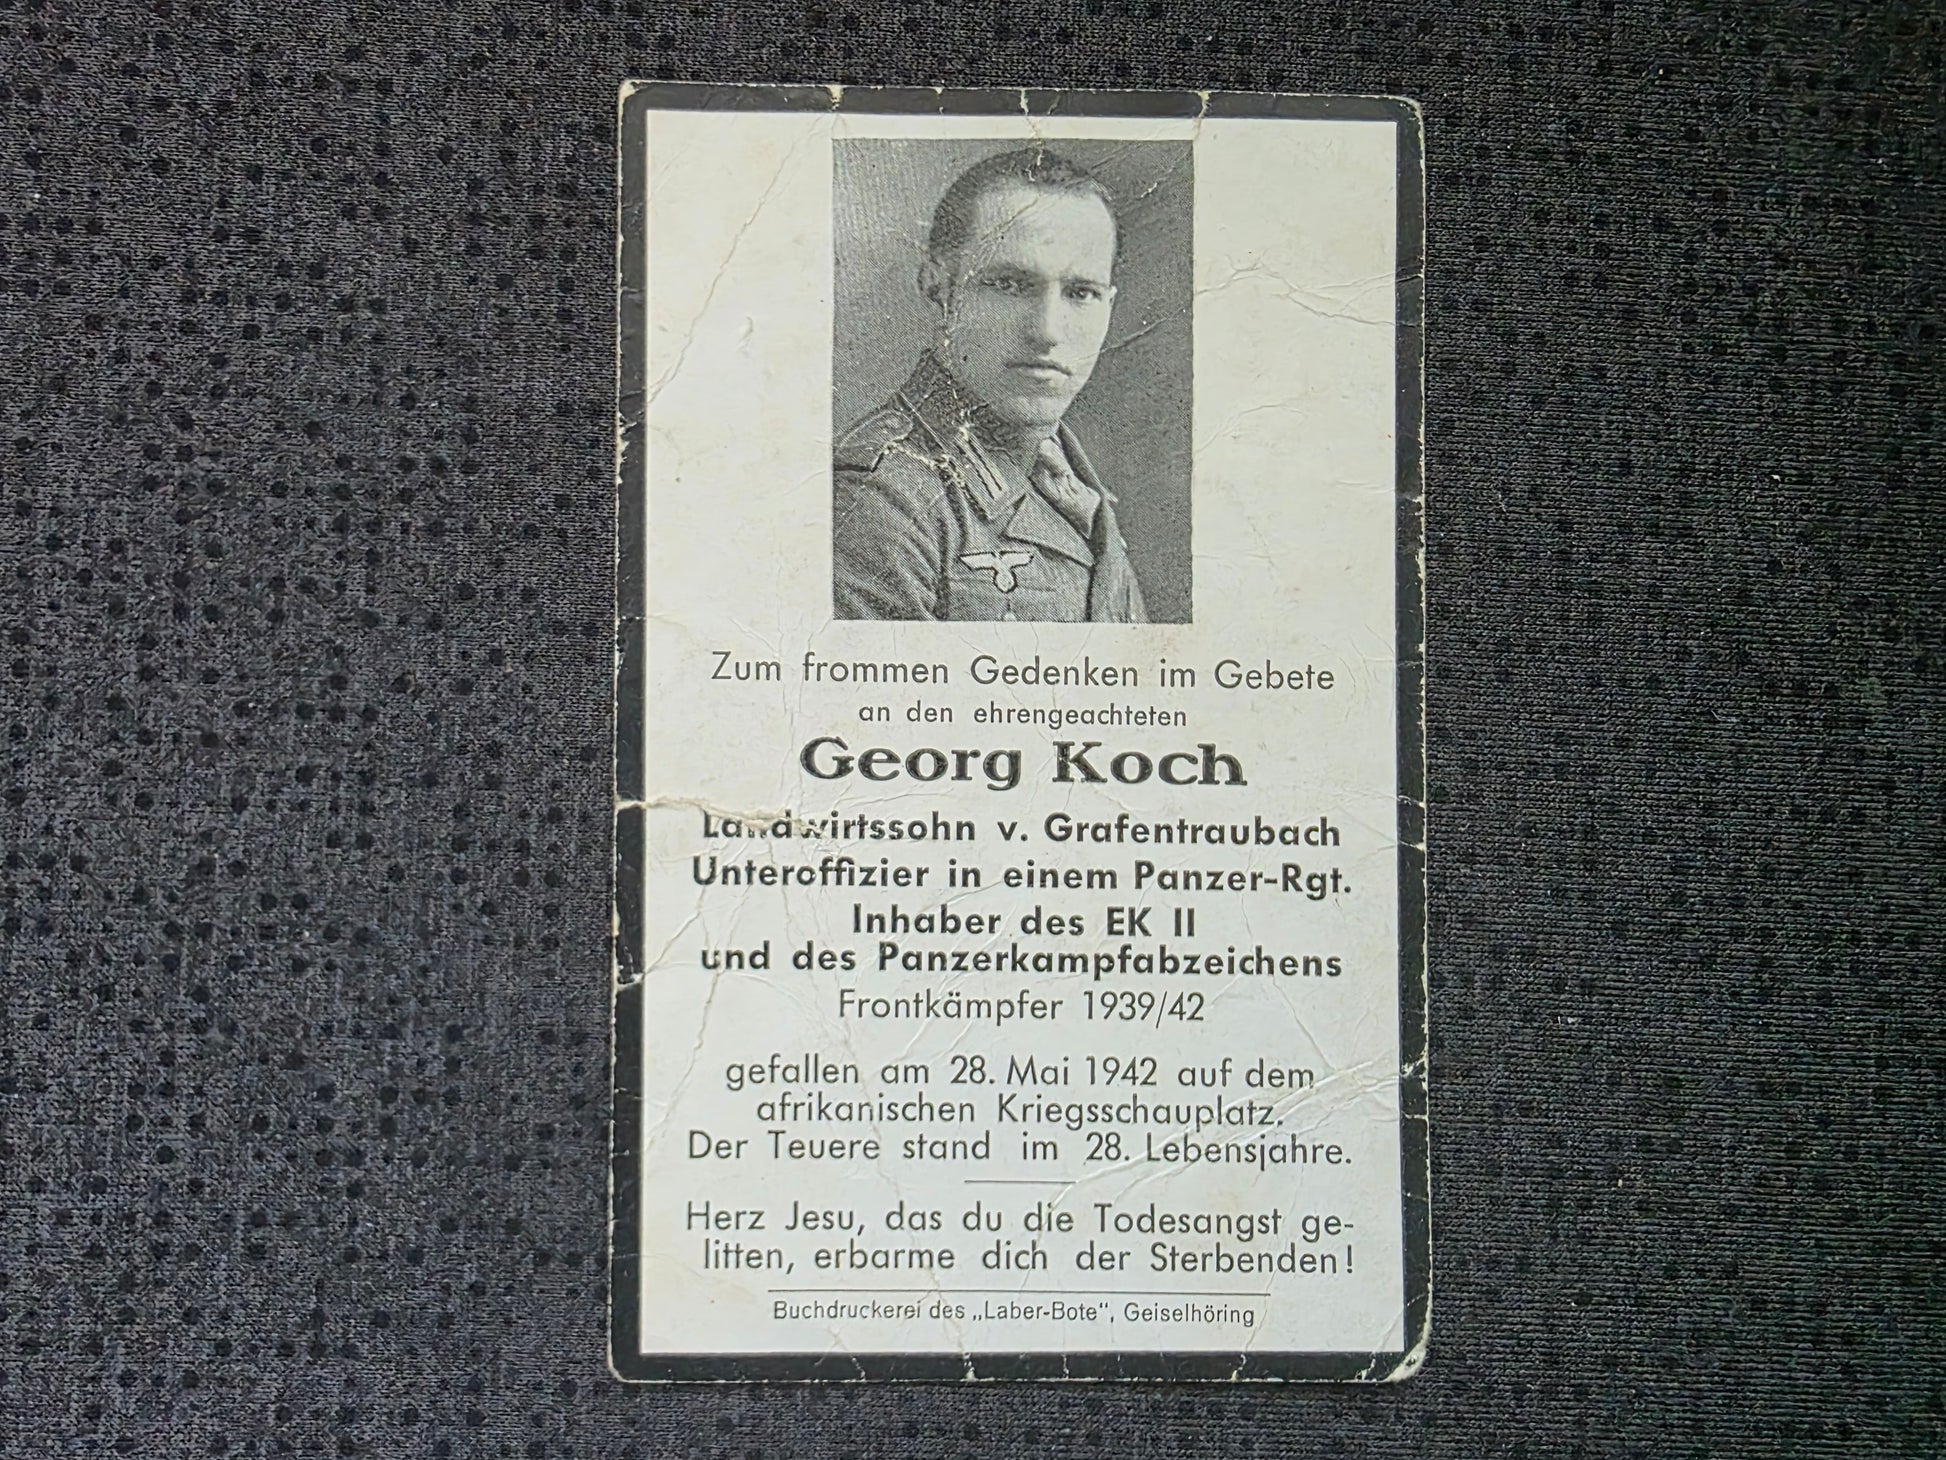 Zum frommen Gedenken im Gebete
an den ehrengeachteten
Georg Koch
Landwirtssohn v. Grafentraubach
Unteroffizier in einem Panzer-Rgt.
Inhaber des EK II
und des Panzerkampfabzeichens
Frontkämpfer 1939/42
gefallen am 28. Mai 1942 auf dem
afrikanischen Kriegsschauplatz.
Der Teuere stand im 28. Lebensjahre.
Herz Jesu, das du die Todesangst ge-
litten, erbarme dich der Sterbenden!
Buchdruckerei des „Laber-Bote", Geiselhöring